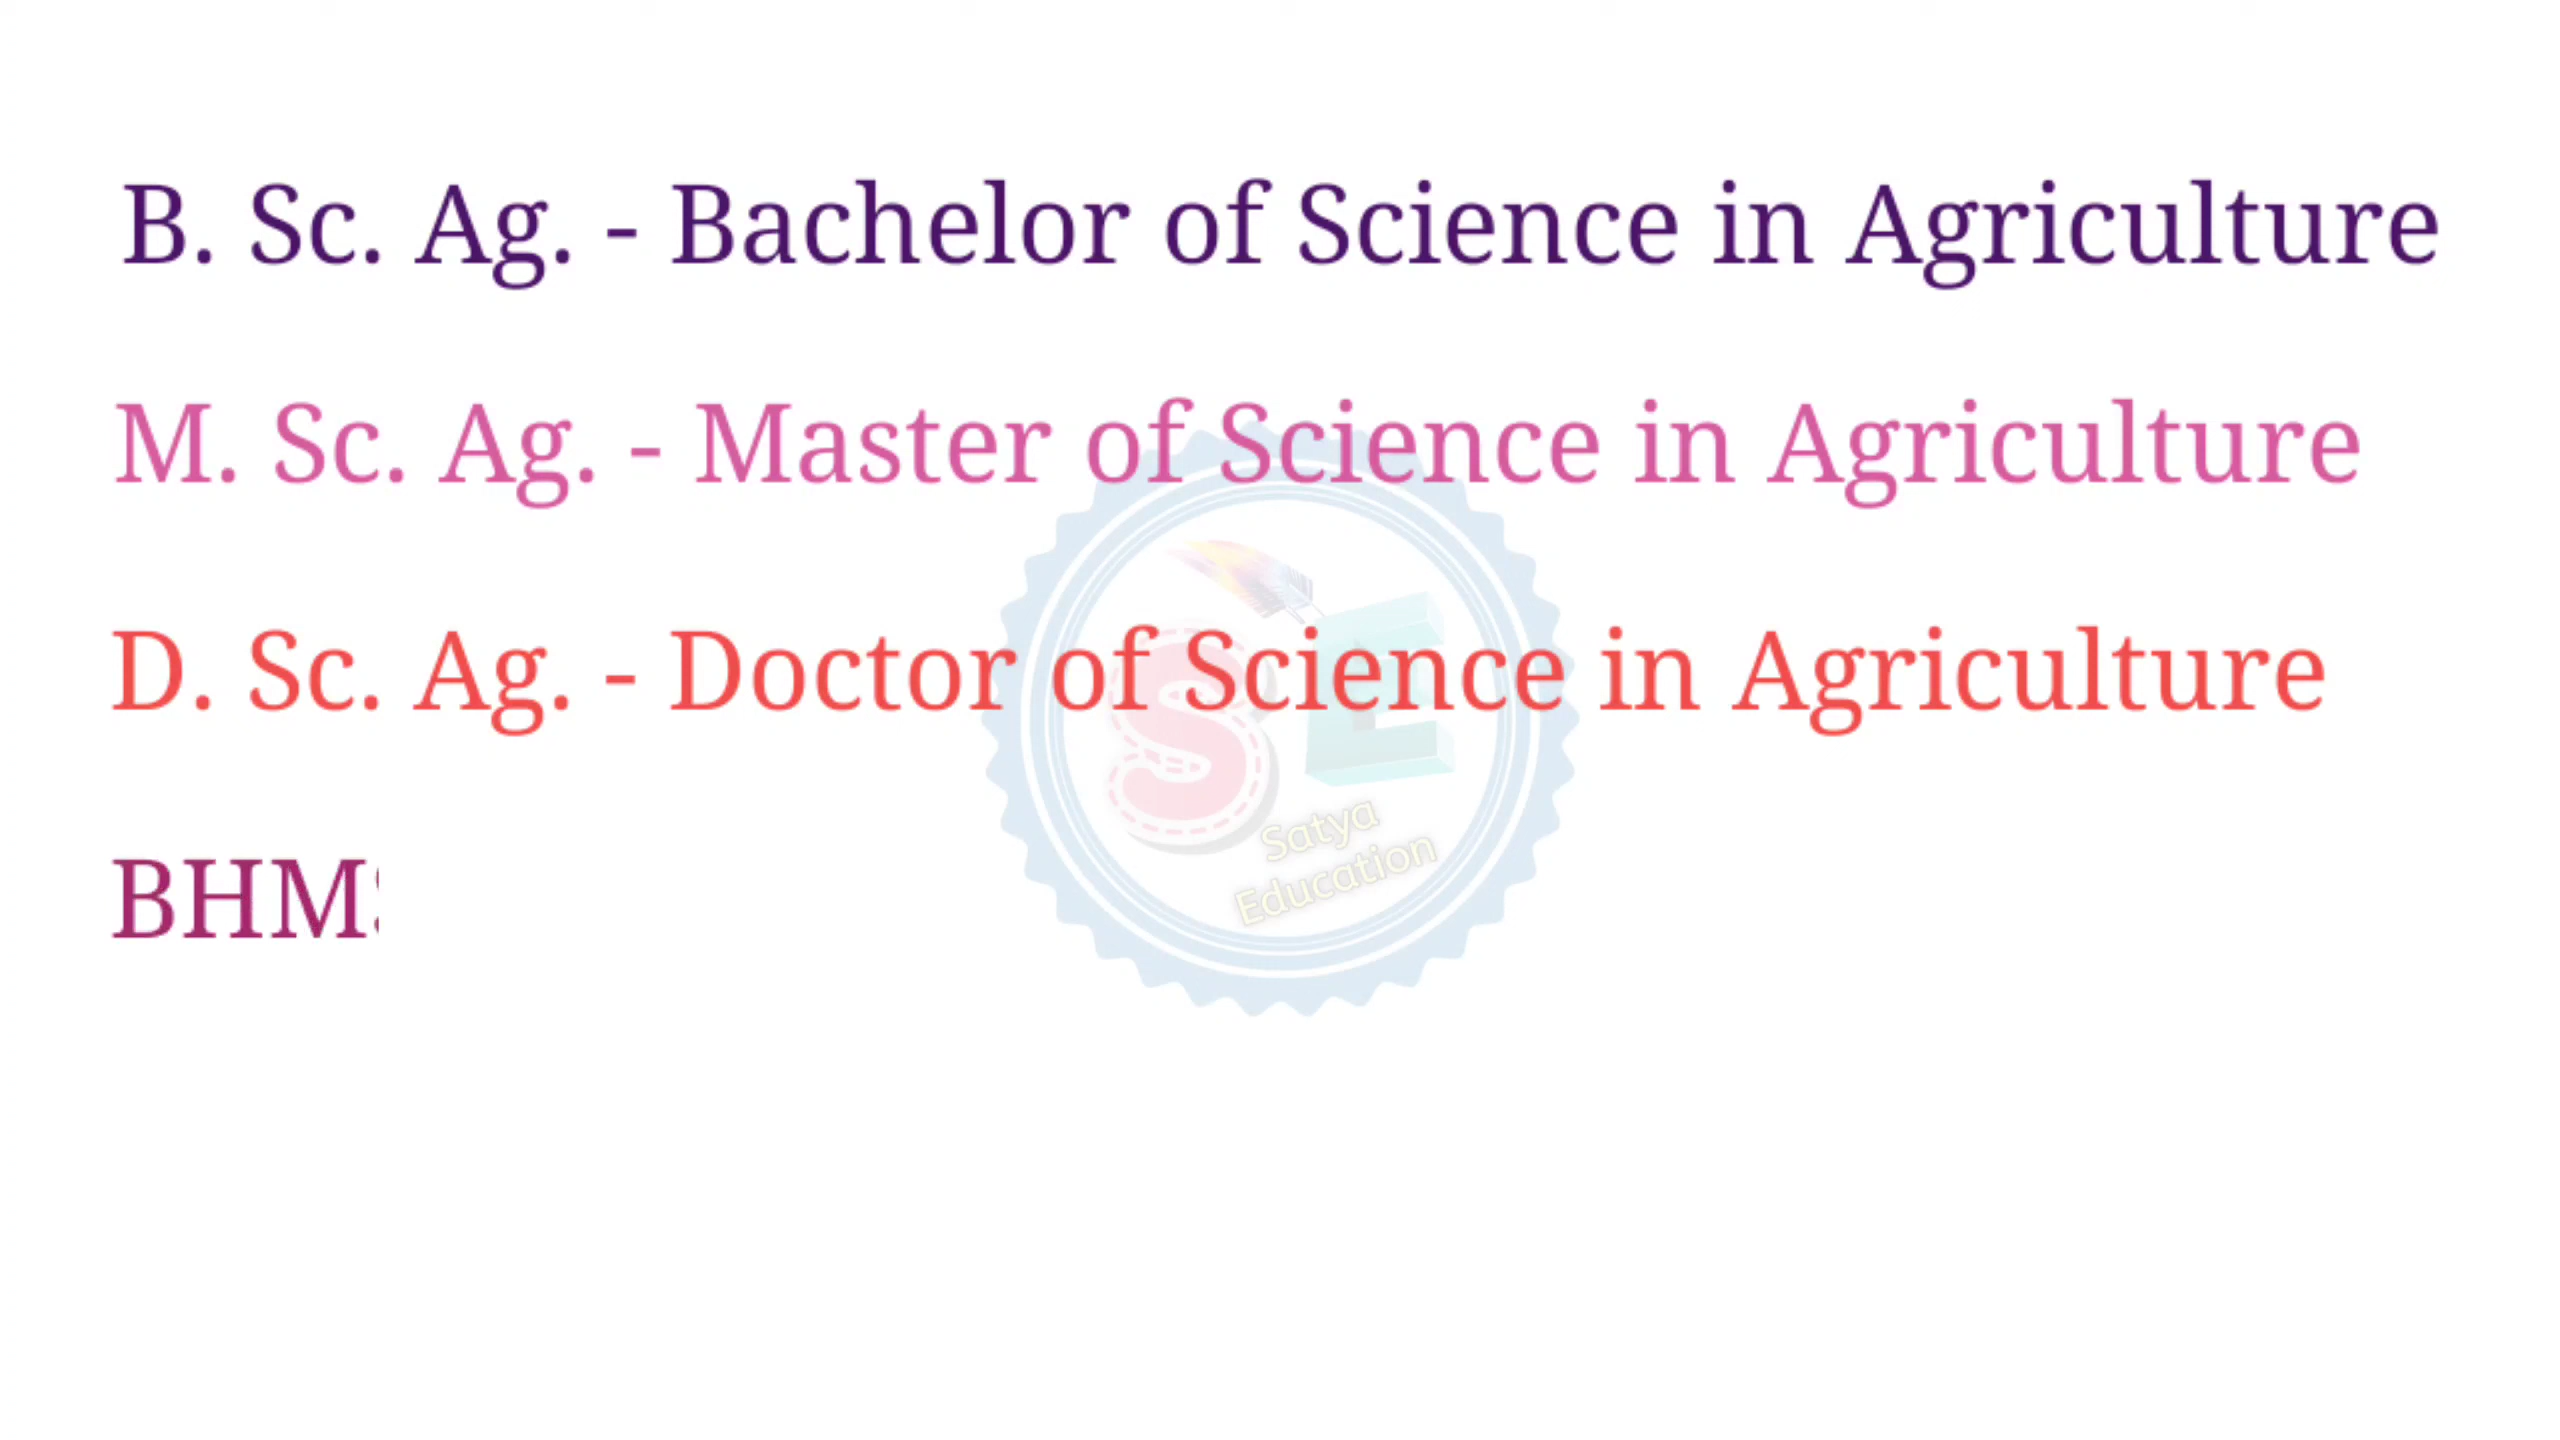 B. Sc. Ag. - Bachelor of Science in Agriculture
M. Sc. Ag. - Master of Science in Agriculture
D. Sc. Ag. - Doctor of Science in Agriculture
BHM
SE
Satya
Education